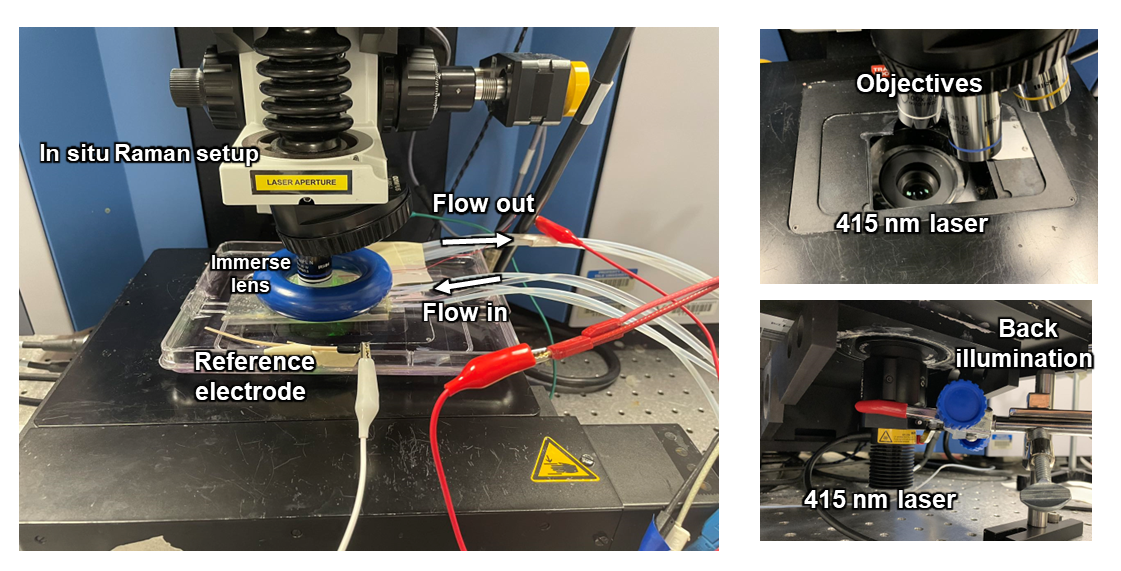 In situ Raman setup
LASER APERTURE
Flow out
Immerse
lens
Flow in
Reference
electrode
Objectives
415 nm laser
Back
illumination
415 nm laser